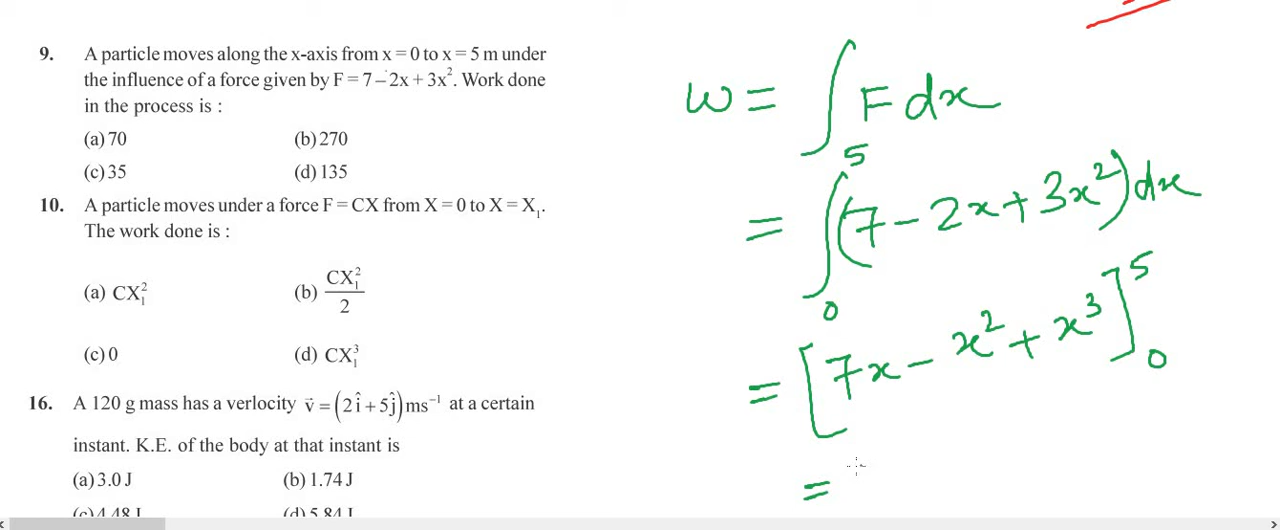 9. A particle moves along the x-axis from x = 0 to x = 5 m under
the influence of a force given by F = 7 – 2x + 3x². Work done
in the process is :
(a) 70 (b) 270
(c) 35 (d) 135
10. A particle moves under a force F = CX from X = 0 to X = X₁.
The work done is :
(a) CX₁² (b) CX₁²/2
(c) 0 (d) CX₁³
16. A 120 g mass has a verlocity v⃗ = (2î + 5ĵ) ms⁻¹ at a certain
instant. K.E. of the body at that instant is
(a) 3.0 J (b) 1.74 J
(c) 4.48 J (d) 5.84 J
W = ∫ F dx
= ∫₀⁵ (7 - 2x + 3x²) dx
= [7x - x² + x³]₀⁵
=